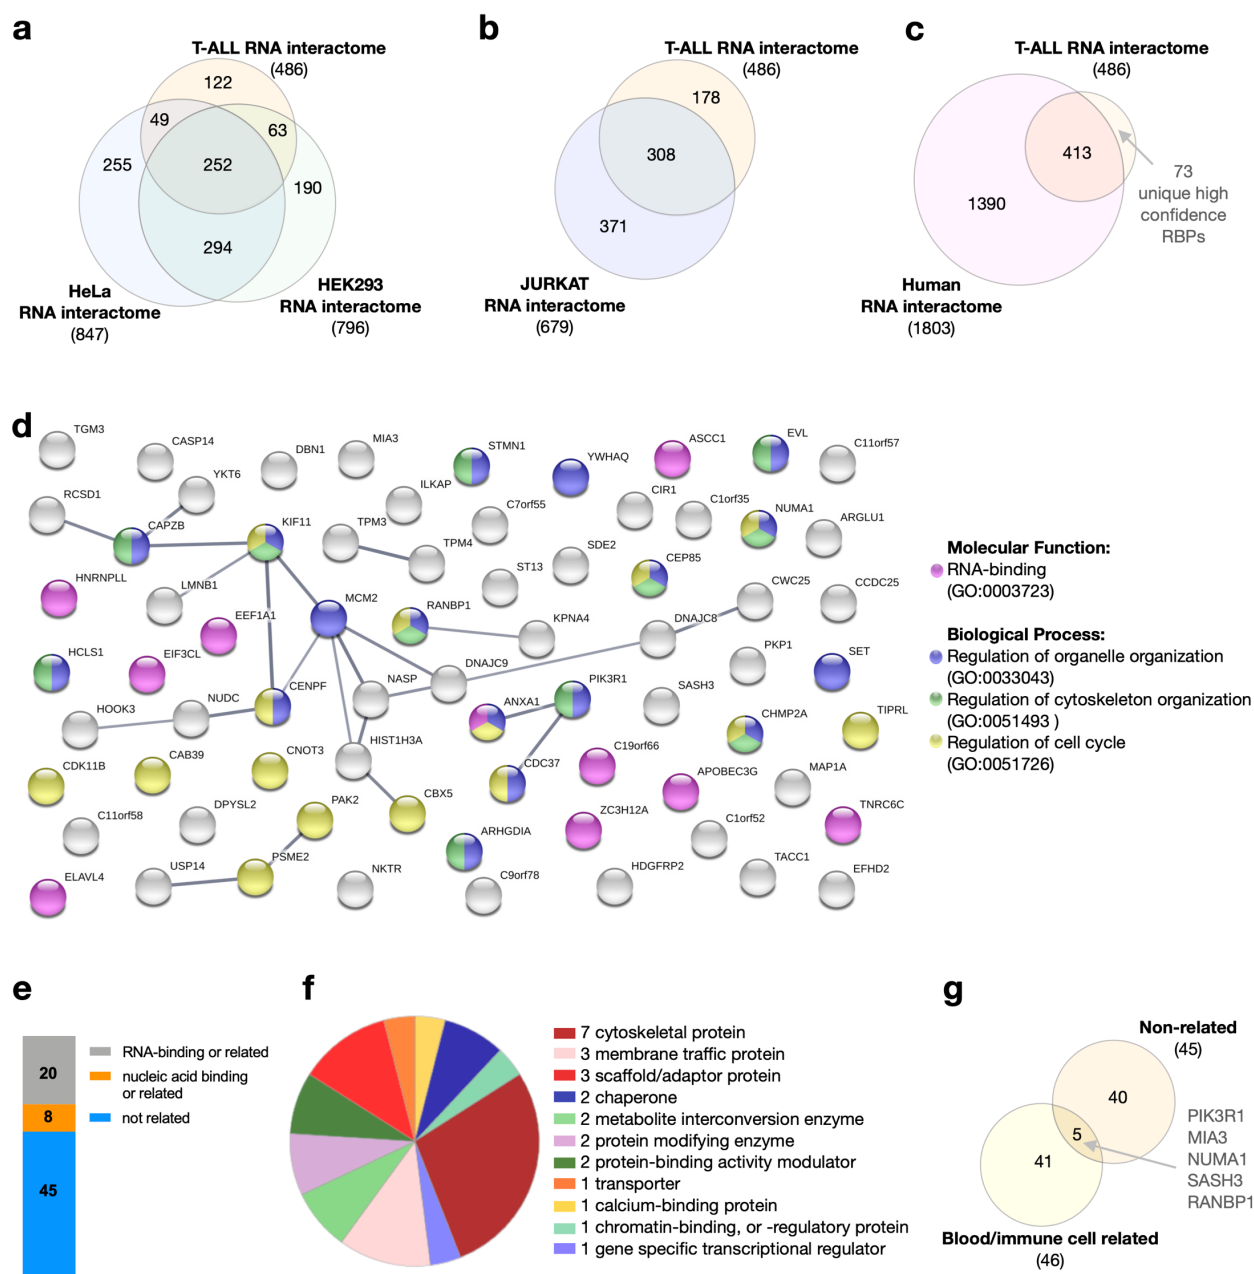 a
T-ALL RNA interactome
(486)
122
49
63
255
252
190
294
HeLa
RNA interactome
(847)
HEK293
RNA interactome
(796)
b
T-ALL RNA interactome
(486)
178
308
371
JURKAT
RNA interactome
(679)
c
T-ALL RNA interactome
(486)
413
1390
73
unique high
confidence
RBPs
Human
RNA interactome
(1803)
d
TGM3
CASP14
DBN1
MIA3
STMN1
YWHAQ
ASCC1
EVL
C11orf57
RCSD1
YKT6
ILKAP
C7orf55
CIR1
C1orf35
NUMA1
ARGLU1
CAPZB
KIF11
TPM3
TPM4
SDE2
ST13
CEP85
HNRNPLL
LMNB1
EEF1A1
MCM2
RANBP1
KPNA4
DNAJC8
CWC25
CCDC25
HCLS1
EIF3CL
NUDC
CENPF
NASP
DNAJC9
PIK3R1
ANXA1
SASH3
PKP1
SET
HOOK3
CHMP2A
TIPRL
CDK11B
CAB39
CNOT3
HIST1H3A
CDC37
C19orf66
APOBEC3G
MAP1A
CBX5
PAK2
DPYSL2
C11orf58
ARHGDIA
ZC3H12A
C1orf52
TNRC6C
ELAVL4
USP14
PSME2
NKTR
C9orf78
HDGFRP2
TACC1
EFHD2
Molecular Function:
RNA-binding
(GO:0003723)
Biological Process:
Regulation of organelle organization
(GO:0033043)
Regulation of cytoskeleton organization
(GO:0051493 )
Regulation of cell cycle
(GO:0051726)
e
20
8
45
RNA-binding or related
nucleic acid binding
or related
not related
f
7 cytoskeletal protein
3 membrane traffic protein
3 scaffold/adaptor protein
2 chaperone
2 metabolite interconversion enzyme
2 protein modifying enzyme
2 protein-binding activity modulator
1 transporter
1 calcium-binding protein
1 chromatin-binding, or -regulatory protein
1 gene specific transcriptional regulator
g
Non-related
(45)
40
5
41
PIK3R1
MIA3
NUMA1
SASH3
RANBP1
Blood/immune cell related
(46)